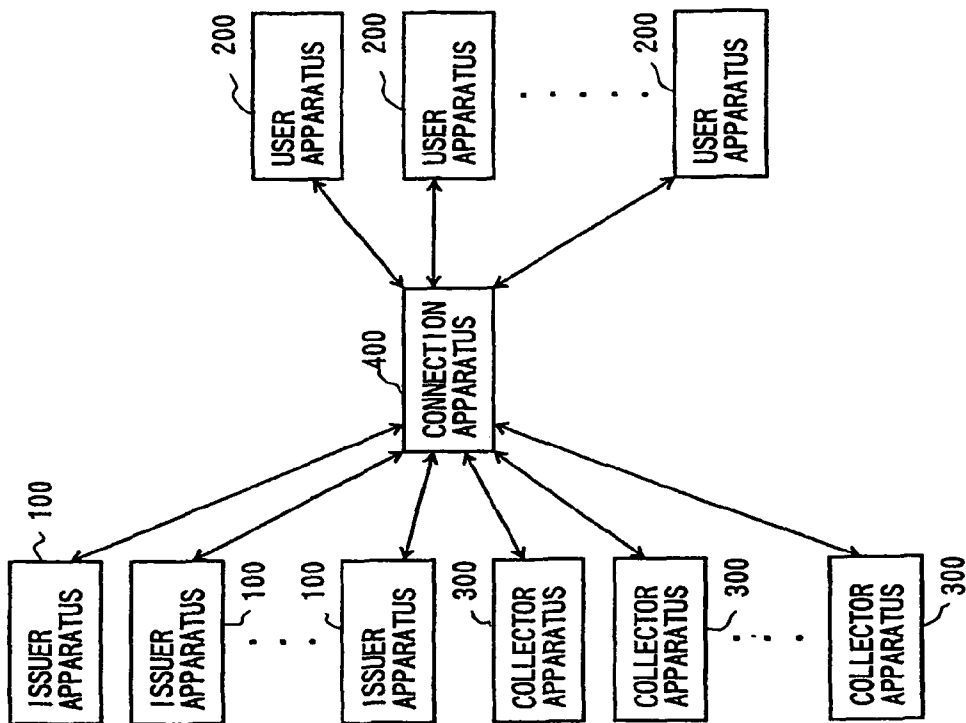 100
ISSUER
APPARATUS
ISSUER
APPARATUS
100
100
ISSUER
APPARATUS
300
COLLECTOR
APPARATUS
COLLECTOR
APPARATUS
300
COLLECTOR
APPARATUS
300
400
CONNECTION
APPARATUS
200
USER
APPARATUS
200
USER
APPARATUS
200
USER
APPARATUS